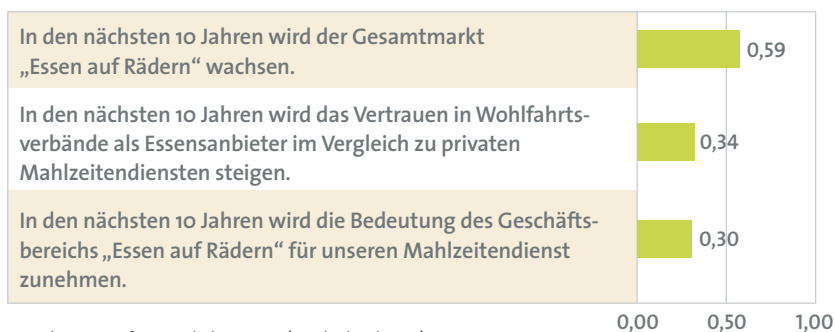 In den nächsten 10 Jahren wird der Gesamtmarkt
„Essen auf Rädern“ wachsen.
0,59
In den nächsten 10 Jahren wird das Vertrauen in Wohlfahrts-
verbände als Essensanbieter im Vergleich zu privaten
Mahlzeitendiensten steigen.
0,34
In den nächsten 10 Jahren wird die Bedeutung des Geschäfts-
bereichs „Essen auf Rädern“ für unseren Mahlzeitendienst
zunehmen.
0,30
0,00 0,50 1,00